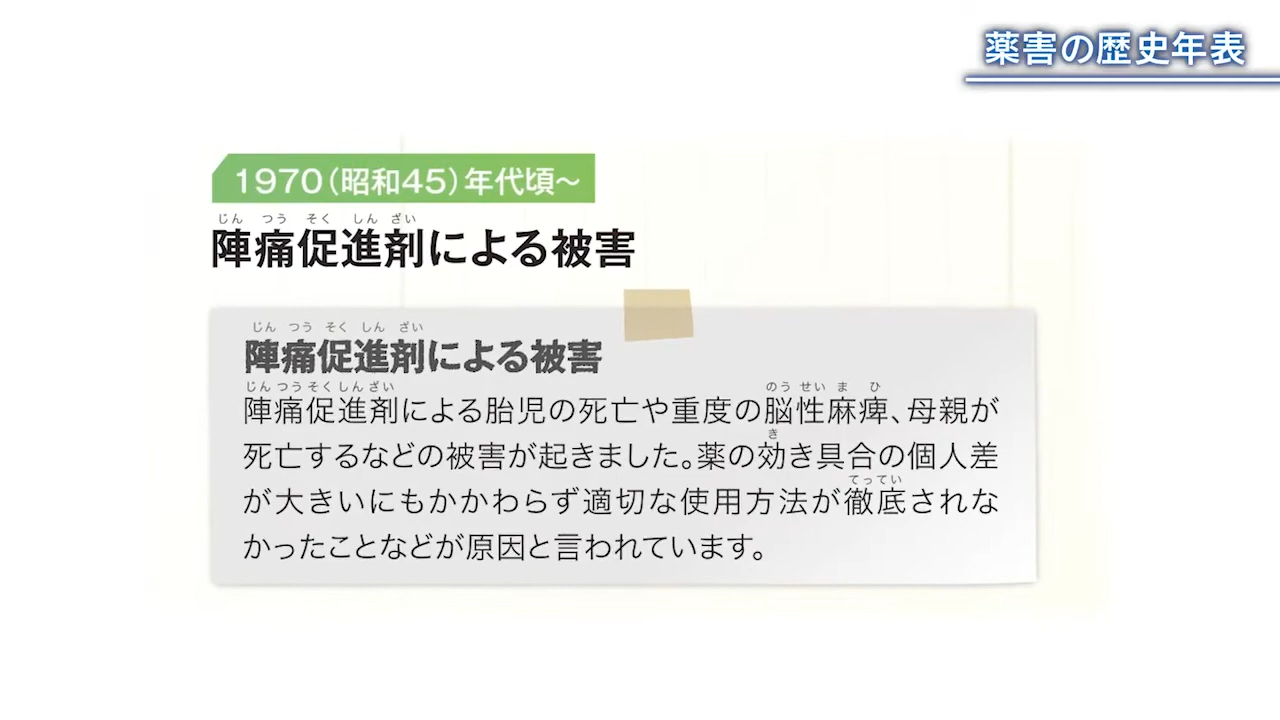 薬害の歴史年表
1970(昭和45)年代頃～
じん つう そく しん ざい
陣痛促進剤による被害
じん つう そく しん ざい
陣痛促進剤による被害
じん つう そく しん ざい のう せい ま ひ
陣痛促進剤による胎児の死亡や重度の脳性麻痺、母親が
き
死亡するなどの被害が起きました。薬の効き具合の個人差
てってい
が大きいにもかかわらず適切な使用方法が徹底されな
かったことなどが原因と言われています。